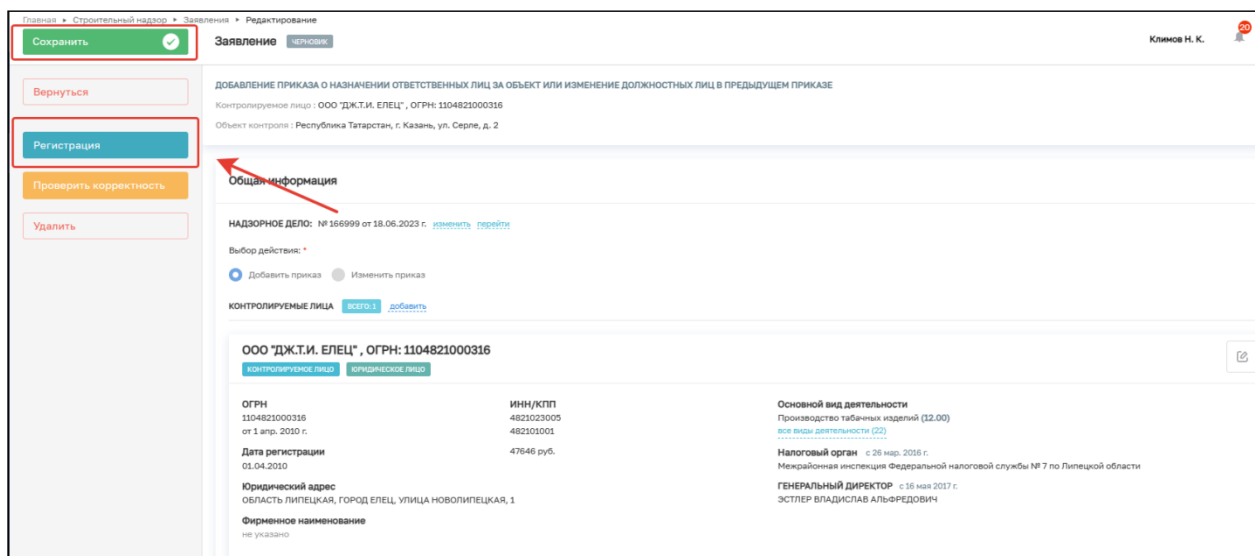 Главная ▸ Строительный надзор ▸ Заявления ▸ Редактирование
Сохранить
Заявление ЧЕРНОВИК
Климов Н. К.
20
Вернуться
Регистрация
Проверить корректность
Удалить
ДОБАВЛЕНИЕ ПРИКАЗА О НАЗНАЧЕНИИ ОТВЕТСТВЕННЫХ ЛИЦ ЗА ОБЪЕКТ ИЛИ ИЗМЕНЕНИЕ ДОЛЖНОСТНЫХ ЛИЦ В ПРЕДЫДУЩЕМ ПРИКАЗЕ
Контролируемое лицо : ООО "ДЖ.Т.И. ЕЛЕЦ" , ОГРН: 1104821000316
Объект контроля : Республика Татарстан, г. Казань, ул. Серле, д. 2
Общая информация
НАДЗОРНОЕ ДЕЛО: № 166999 от 18.06.2023 г. изменить перейти
Выбор действия: *
Добавить приказ Изменить приказ
КОНТРОЛИРУЕМЫЕ ЛИЦА ВСЕГО: 1 добавить
ООО "ДЖ.Т.И. ЕЛЕЦ" , ОГРН: 1104821000316
КОНТРОЛИРУЕМОЕ ЛИЦО ЮРИДИЧЕСКОЕ ЛИЦО
ОГРН
1104821000316
от 1 апр. 2010 г.
Дата регистрации
01.04.2010
Юридический адрес
ОБЛАСТЬ ЛИПЕЦКАЯ, ГОРОД ЕЛЕЦ, УЛИЦА НОВОЛИПЕЦКАЯ, 1
Фирменное наименование
не указано
ИНН/КПП
4821023005
482101001
47646 руб.
Основной вид деятельности
Производство табачных изделий (12.00)
все виды деятельности (22)
Налоговый орган с 26 мар. 2016 г.
Межрайонная инспекция Федеральной налоговой службы № 7 по Липецкой области
ГЕНЕРАЛЬНЫЙ ДИРЕКТОР с 16 мая 2017 г.
ЭСТЛЕР ВЛАДИСЛАВ АЛЬФРЕДОВИЧ